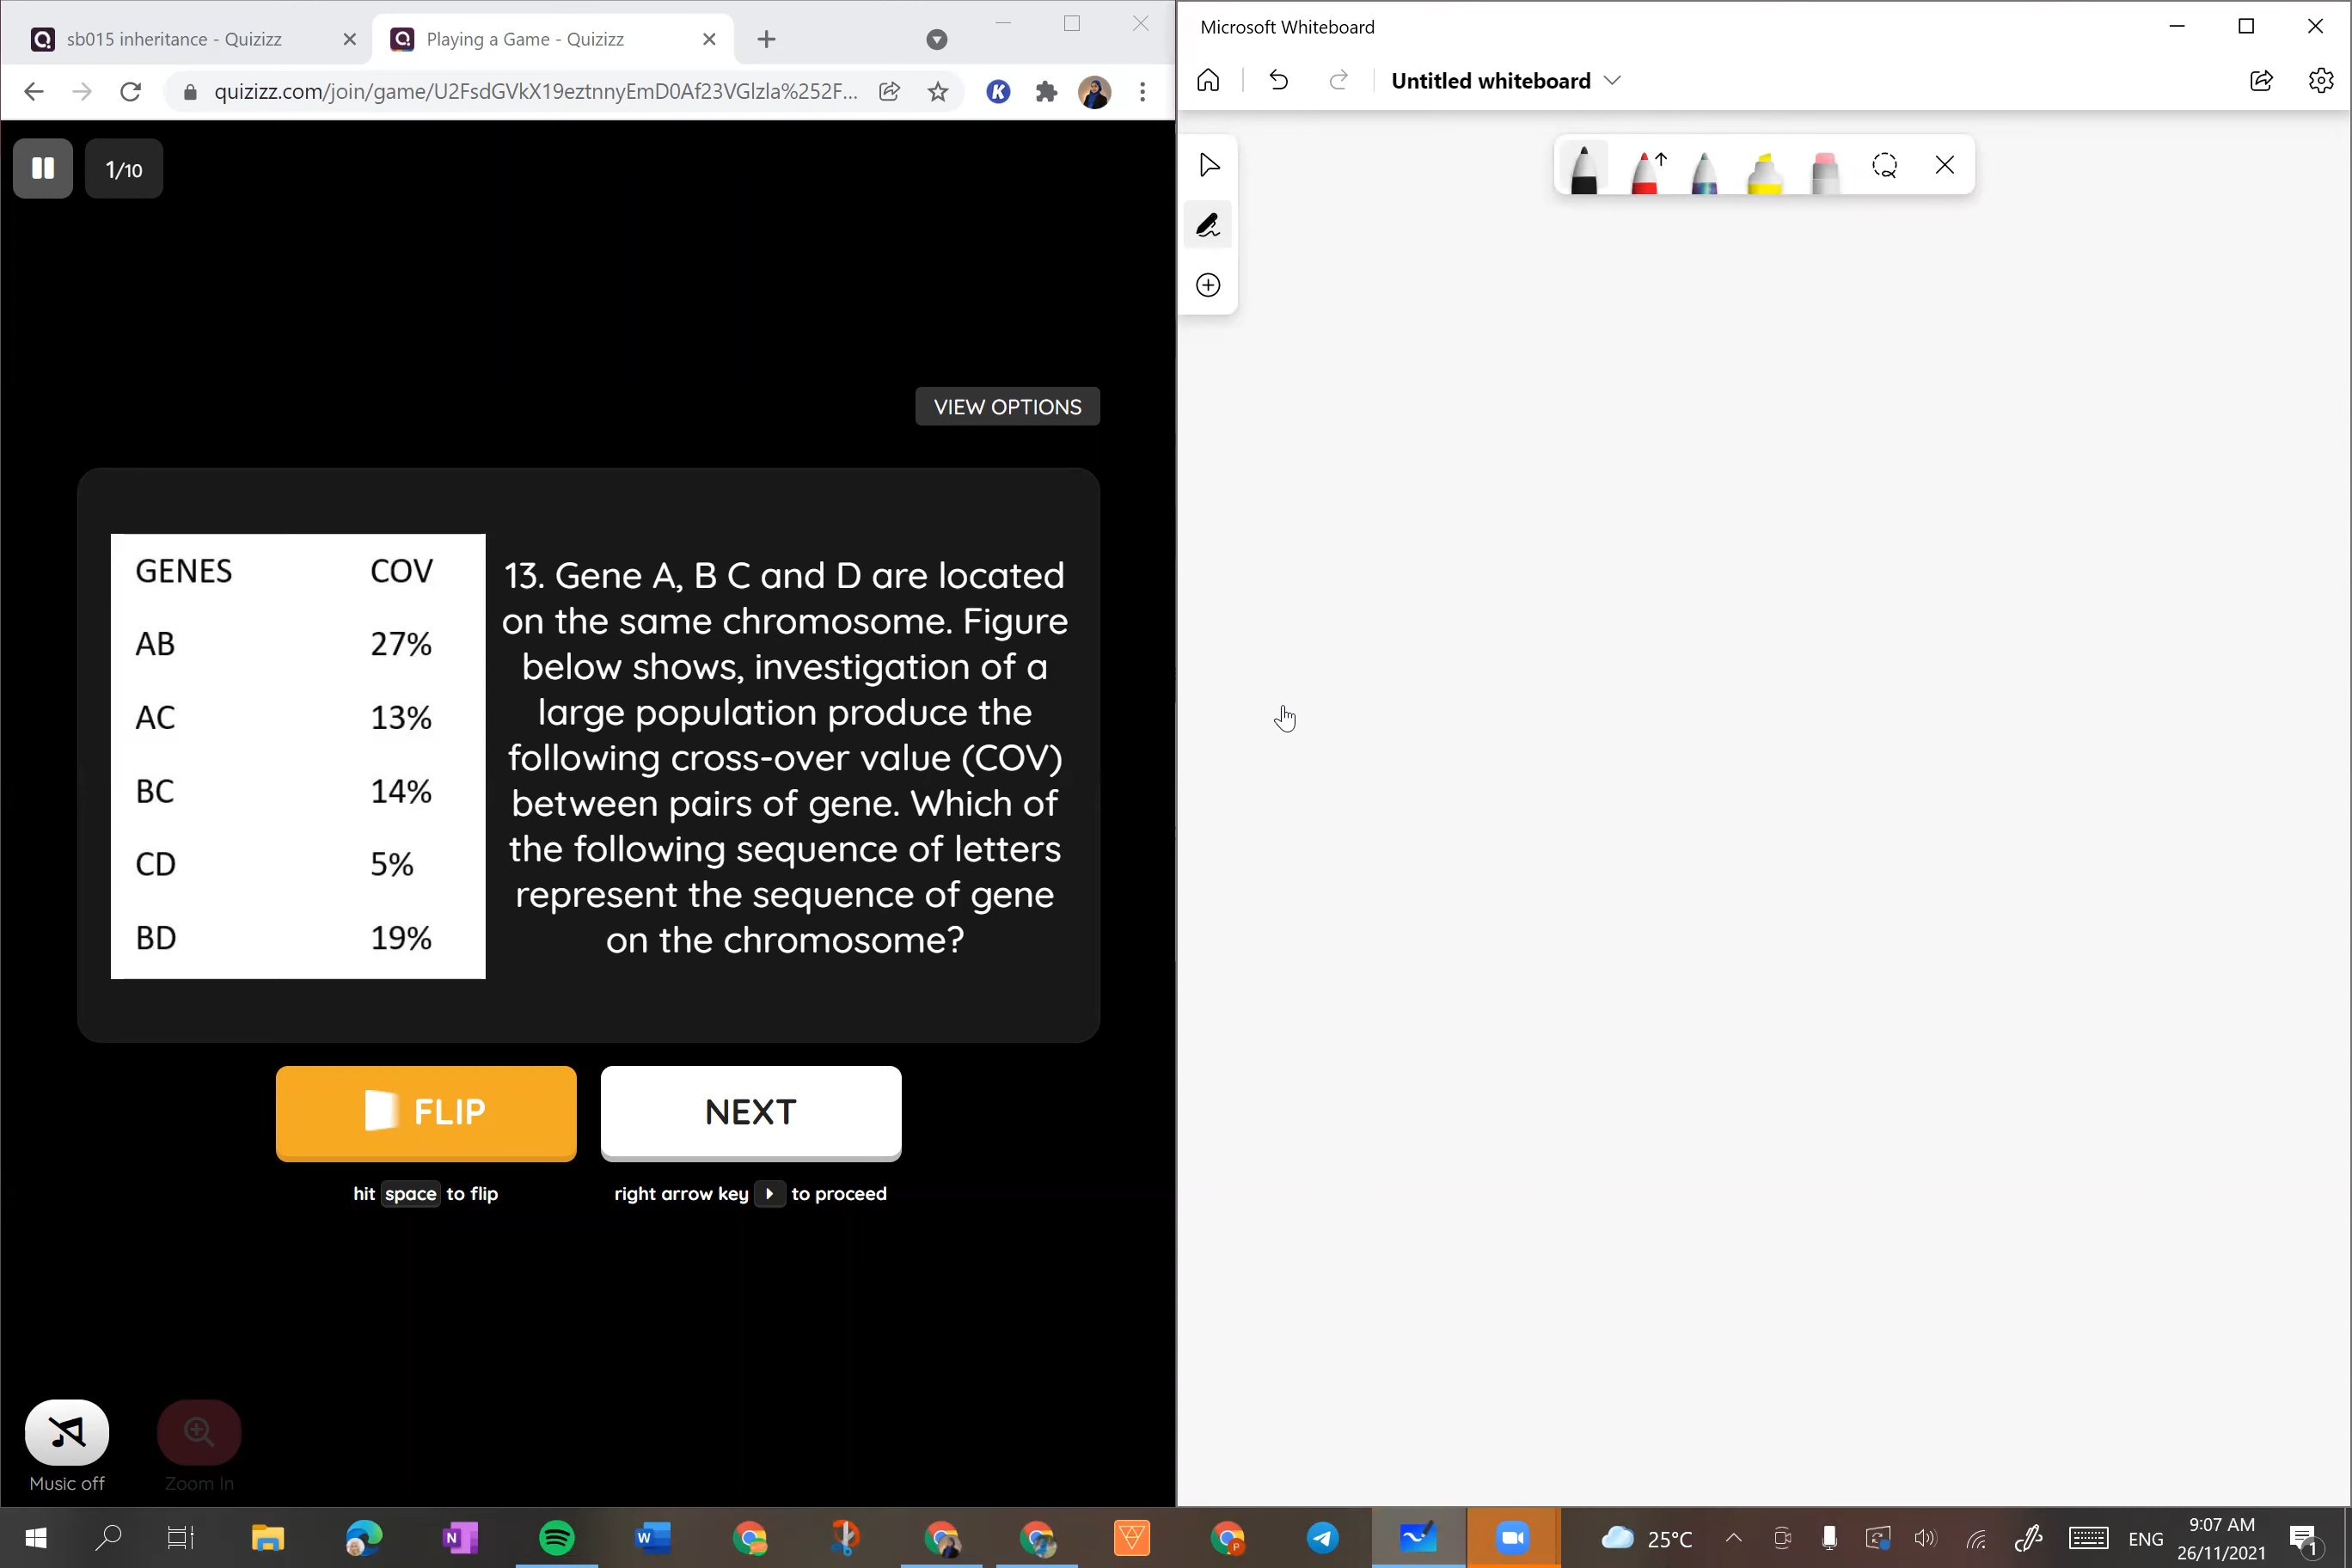 sb015 inheritance - Quizizz
Playing a Game - Quizizz
quizizz.com/join/game/U2FsdGVkX19eztnnyEmD0Af23VGlzla%252F...
K
1/10
VIEW OPTIONS
GENES COV
AB 27%
AC 13%
BC 14%
CD 5%
BD 19%
13. Gene A, B C and D are located
on the same chromosome. Figure
below shows, investigation of a
large population produce the
following cross-over value (COV)
between pairs of gene. Which of
the following sequence of letters
represent the sequence of gene
on the chromosome?
FLIP
NEXT
hit space to flip
right arrow key to proceed
Music off
Zoom In
Microsoft Whiteboard
Untitled whiteboard
25°C
ENG
9:07 AM
26/11/2021
1